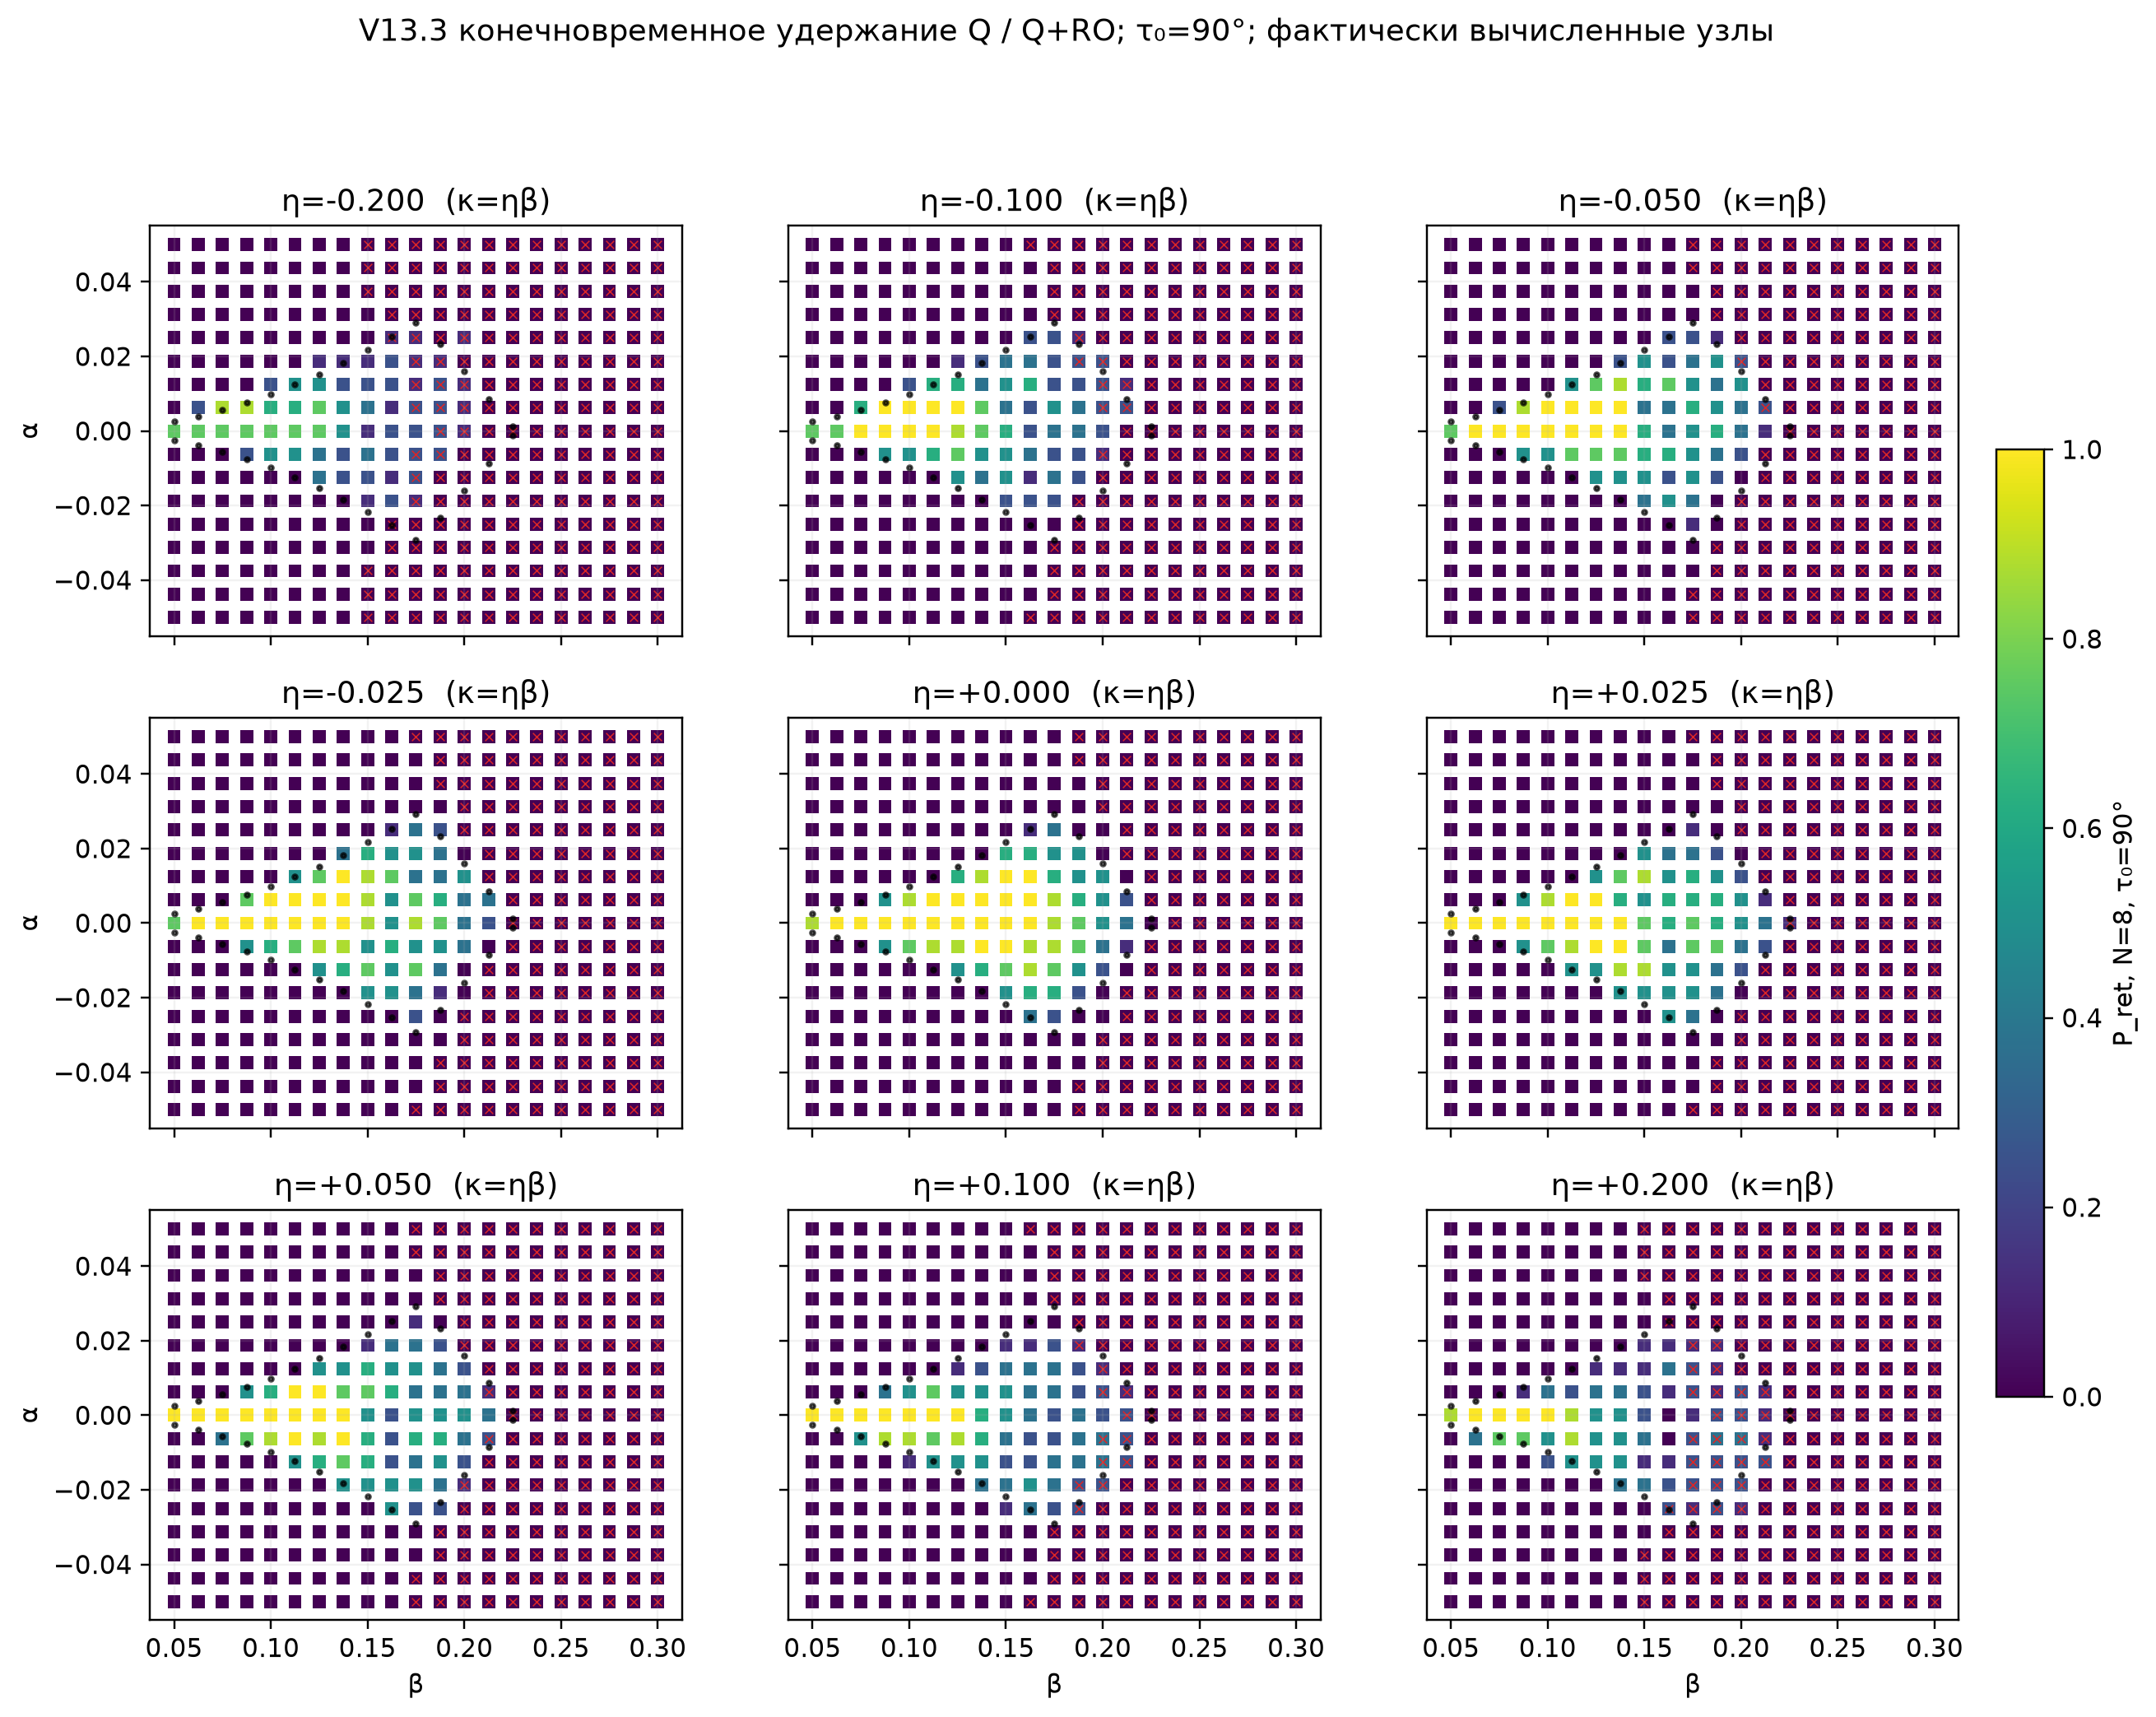 V13.3 конечновременное удержание Q / Q+RO; τ₀=90°; фактически вычисленные узлы
η=-0.200 (κ=ηβ)
η=-0.100 (κ=ηβ)
η=-0.050 (κ=ηβ)
0.04
0.02
0.00
−0.02
−0.04
α
η=-0.025 (κ=ηβ)
η=+0.000 (κ=ηβ)
η=+0.025 (κ=ηβ)
0.04
0.02
0.00
−0.02
−0.04
α
η=+0.050 (κ=ηβ)
η=+0.100 (κ=ηβ)
η=+0.200 (κ=ηβ)
0.04
0.02
0.00
−0.02
−0.04
α
0.05 0.10 0.15 0.20 0.25 0.30
β
0.05 0.10 0.15 0.20 0.25 0.30
β
0.05 0.10 0.15 0.20 0.25 0.30
β
1.0
0.8
0.6
0.4
0.2
0.0
P_ret, N=8, τ₀=90°